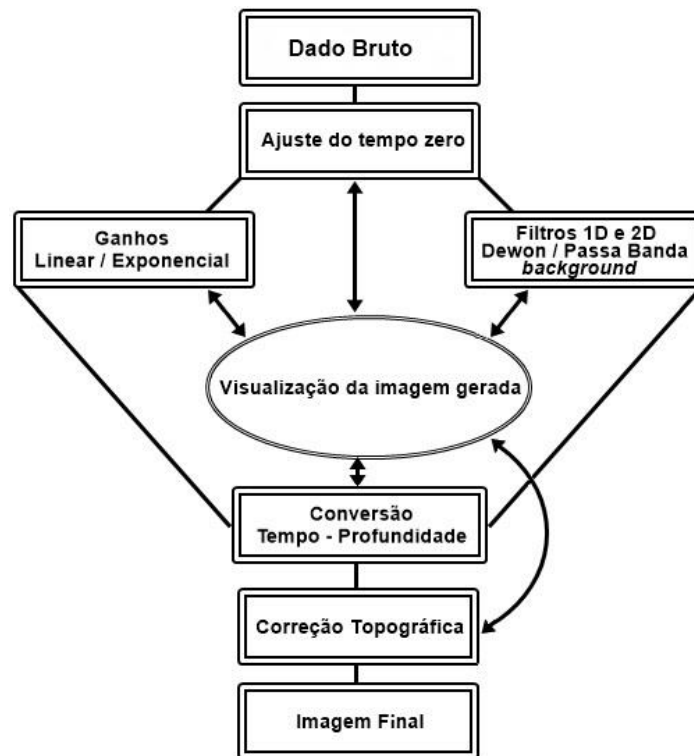 Dado Bruto
Ajuste do tempo zero
Ganhos
Linear / Exponencial
Filtros 1D e 2D
Dewon / Passa Banda
background
Visualização da imagem gerada
Conversão
Tempo - Profundidade
Correção Topográfica
Imagem Final